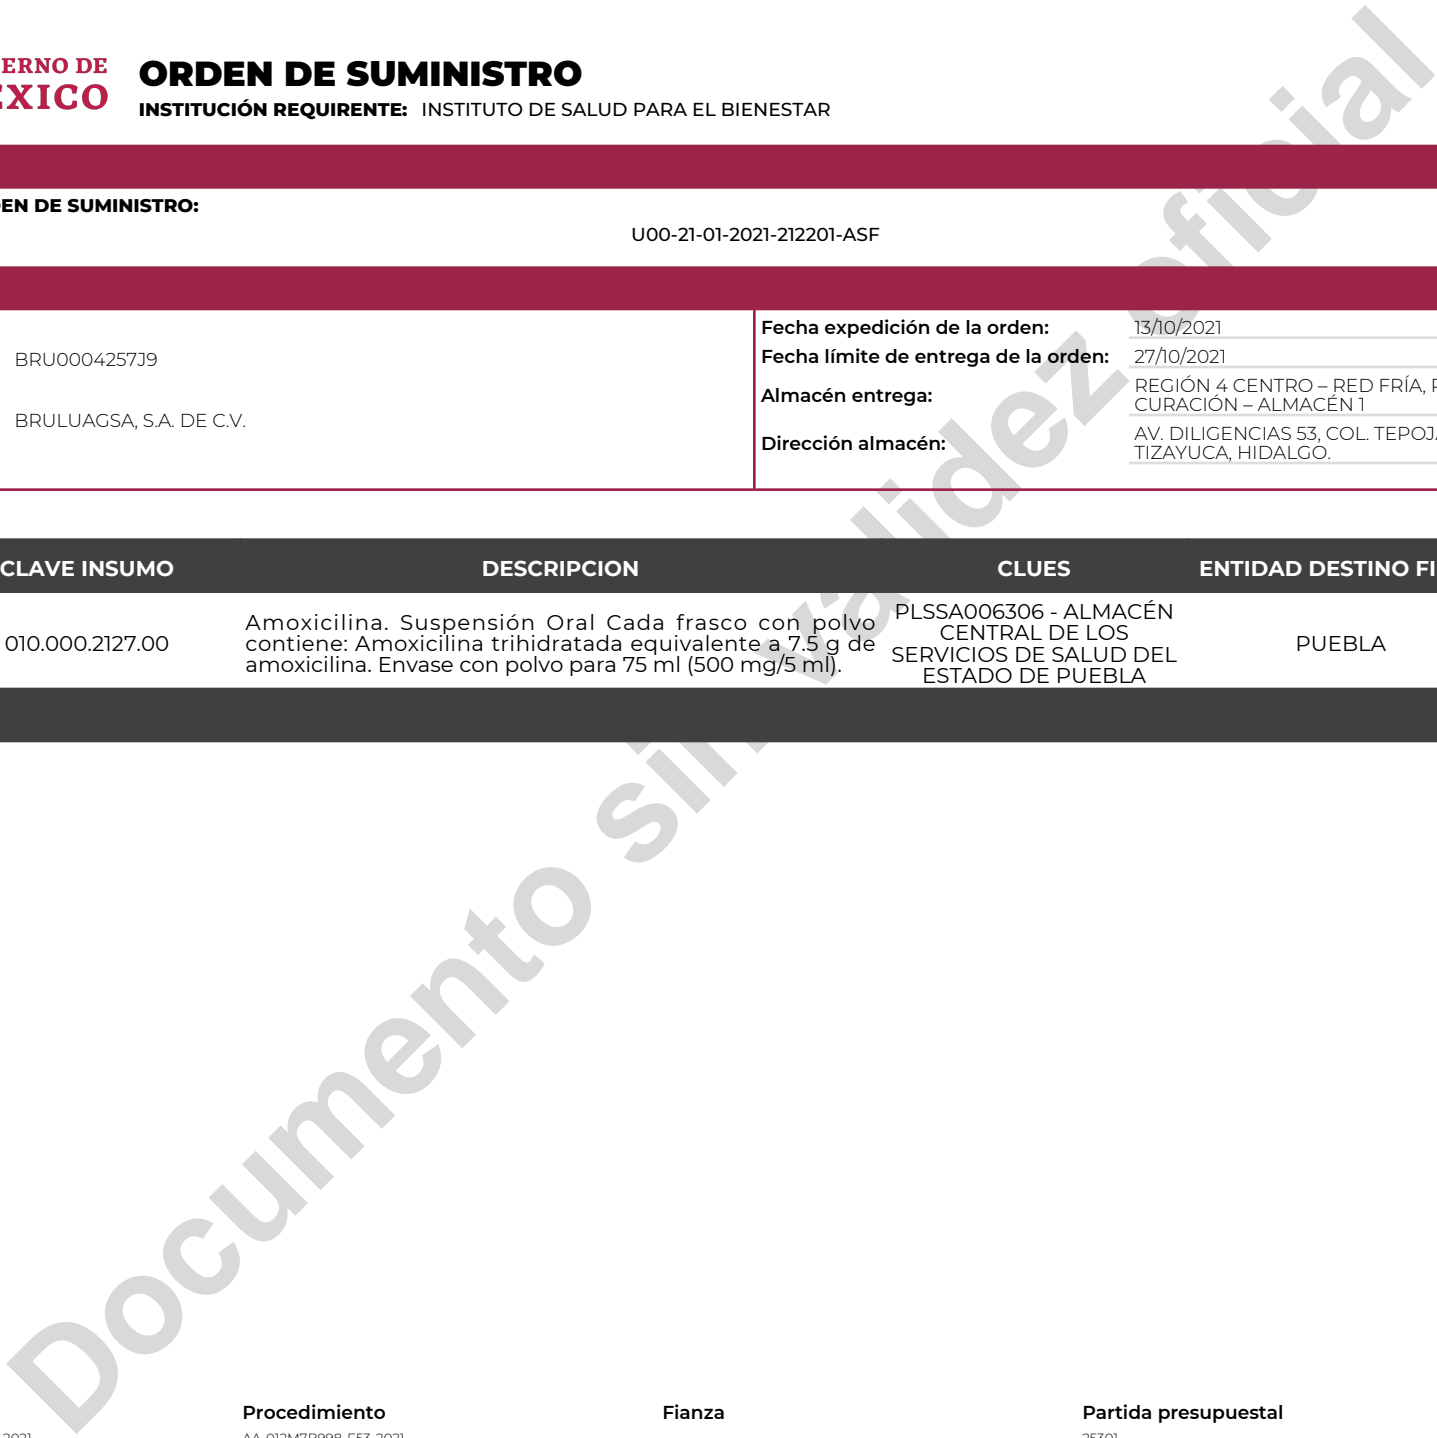 ERNO DE
ÉXICO
ORDEN DE SUMINISTRO
INSTITUCIÓN REQUIRENTE: INSTITUTO DE SALUD PARA EL BIENESTAR
EN DE SUMINISTRO:
U00-21-01-2021-212201-ASF
BRU0004257J9
BRULUAGSA, S.A. DE C.V.
Fecha expedición de la orden: 13/10/2021
Fecha límite de entrega de la orden: 27/10/2021
Almacén entrega: REGIÓN 4 CENTRO – RED FRÍA,
CURACIÓN – ALMACÉN 1
Dirección almacén: AV. DILIGENCIAS 53, COL. TEPOJA
TIZAYUCA, HIDALGO.
CLAVE INSUMO DESCRIPCION CLUES ENTIDAD DESTINO FI
010.000.2127.00
Amoxicilina. Suspensión Oral Cada frasco con polvo
contiene: Amoxicilina trihidratada equivalente a 7.5 g de
amoxicilina. Envase con polvo para 75 ml (500 mg/5 ml).
PLSSA006306 - ALMACÉN
CENTRAL DE LOS
SERVICIOS DE SALUD DEL
ESTADO DE PUEBLA
PUEBLA
Documento sin validez oficial
Procedimiento Fianza Partida presupuestal